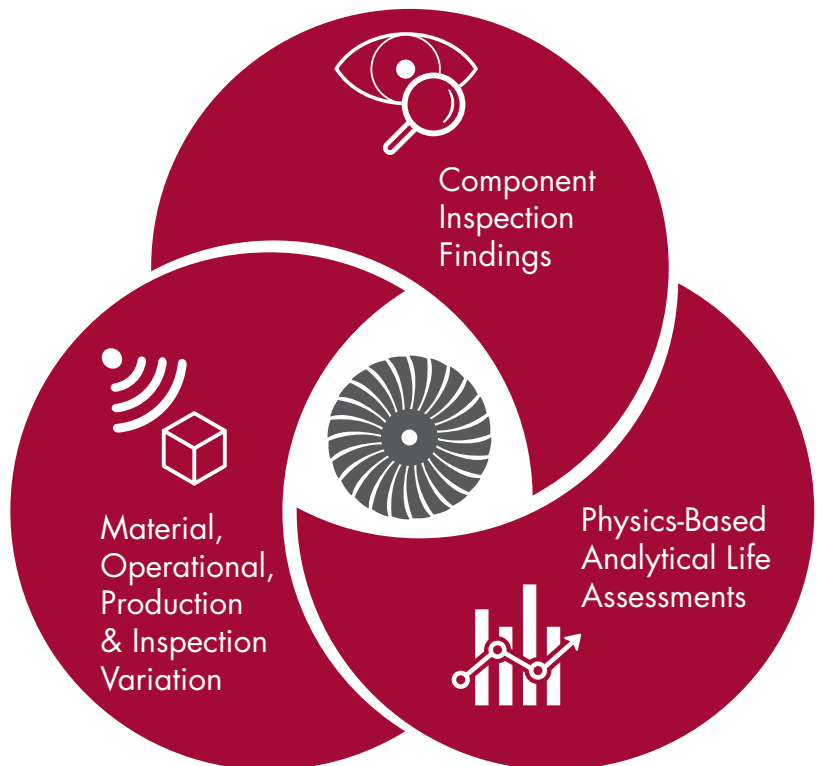 Component
Inspection
Findings
Material,
Operational,
Production
& Inspection
Variation
Physics-Based
Analytical Life
Assessments